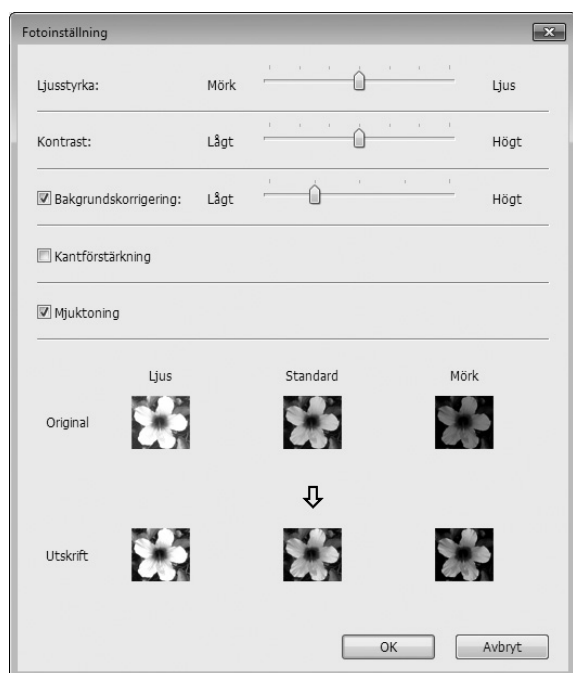 Fotoinställning
Ljusstyrka: Mörk Ljus
Kontrast: Lågt Högt
Bakgrundskorrigering: Lågt Högt
Kantförstärkning
Mjuktoning
Ljus Standard Mörk
Original
Utskrift
OK Avbryt